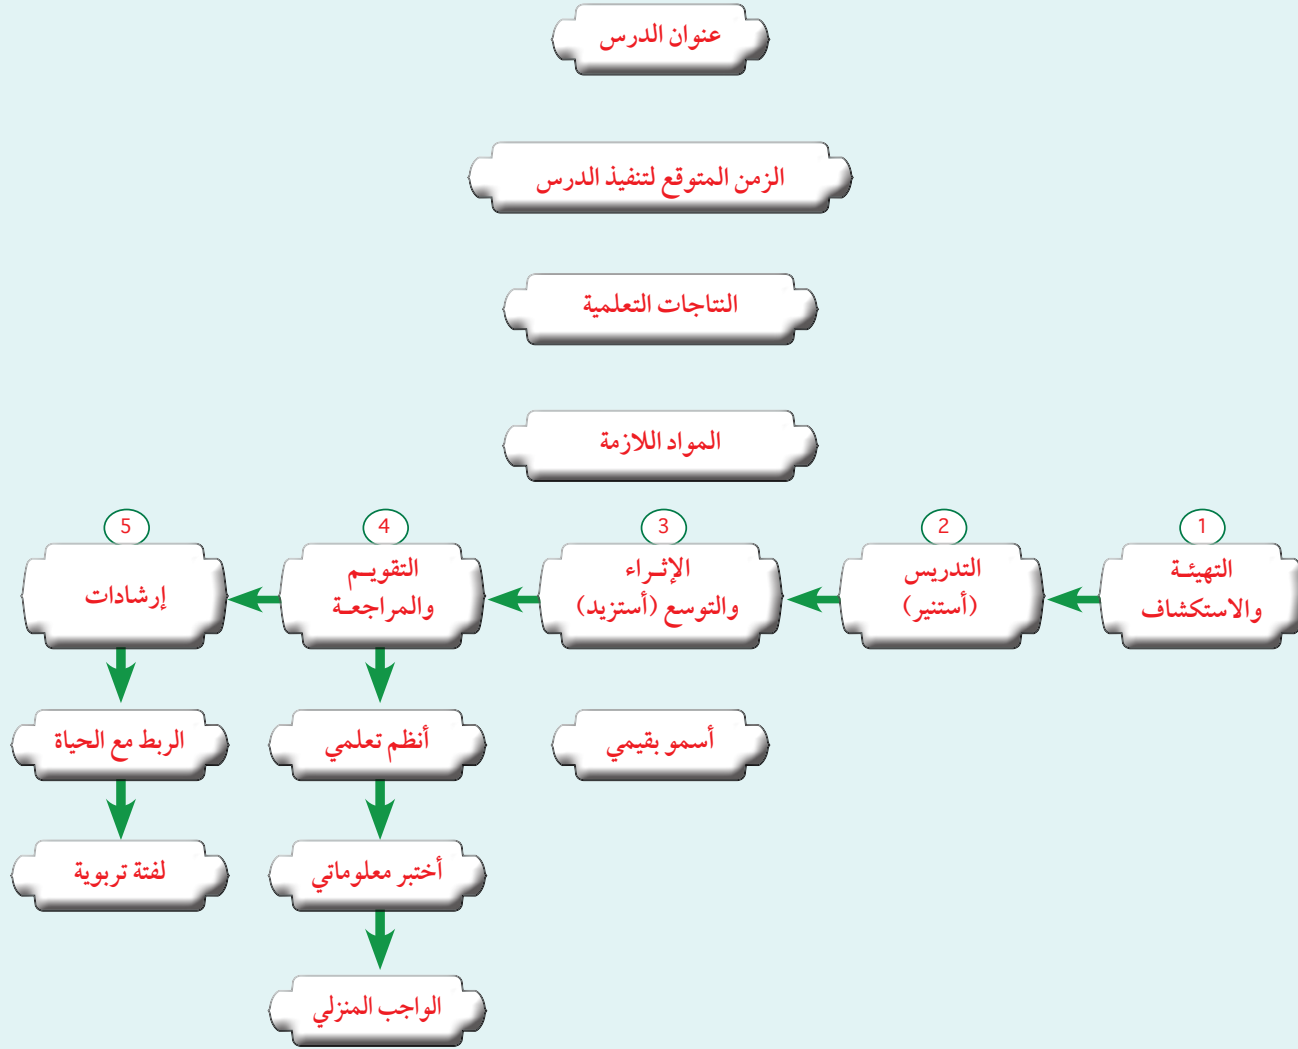 عنوان الدرس
الزمن المتوقع لتنفيذ الدرس
النتاجات التعلمية
المواد اللازمة
1
التهيئـة
والاستكشاف
2
التدريس
(أستنير)
3
الإثـراء
والتوسع (أستزيد)
4
التقويـم
والمراجعـة
5
إرشادات
أسمو بقيمي
أنظم تعلمي
أختبر معلوماتي
الواجب المنزلي
الربط مع الحياة
لفتة تربوية